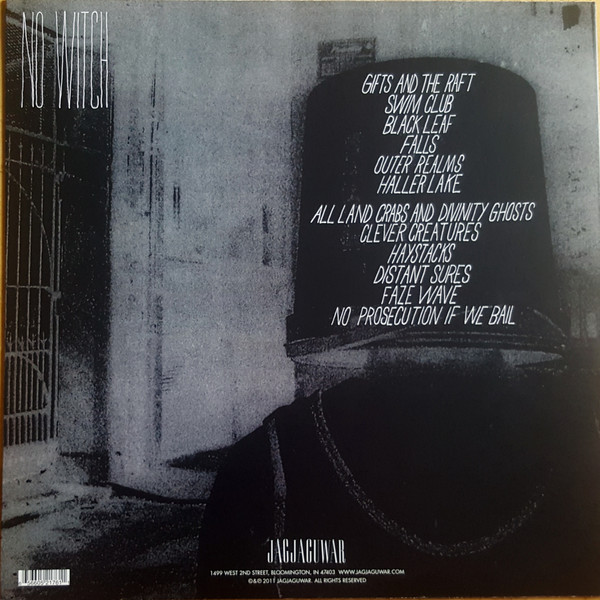 NO WITCH
GIFTS AND THE RAFT
SWIM CLUB
BLACK LEAF
FALLS
OUTER REALMS
HALLER LAKE
ALL LAND CRABS AND DIVINITY GHOSTS
CLEVER CREATURES
HAYSTACKS
DISTANT SURES
FAZE WAVE
NO PROSECUTION IF WE BAIL
JAGJAGUWAR
1499 WEST 2ND STREET, BLOOMINGTON, IN 47403 WWW.JAGJAGUWAR.COM
℗&© 2011 JAGJAGUWAR. ALL RIGHTS RESERVED